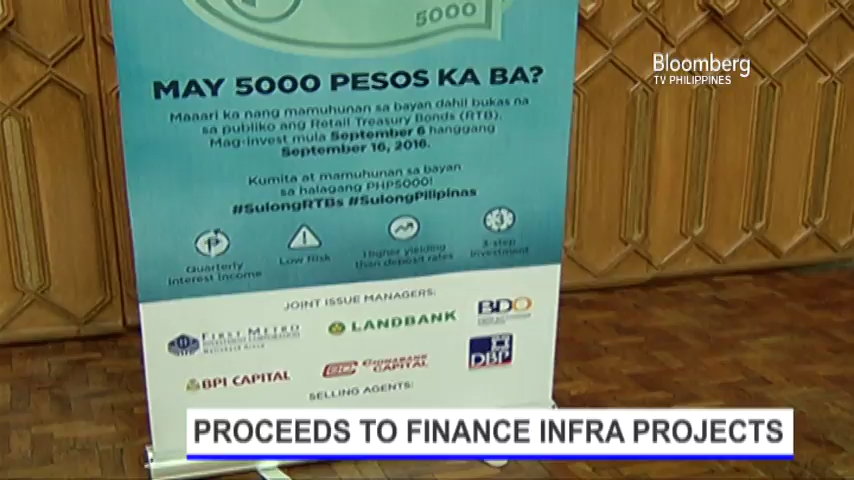 5000
Bloomberg
TV PHILIPPINES
MAY 5000 PESOS KA BA?
Maaari ka nang mamuhunan sa bayan dahil bukas na
sa publiko ang Retail Treasury Bonds (RTB).
Mag-invest mula September 6 hanggang
September 16, 2016.
Kumita at mamuhunan sa bayan
sa halagang PHP5000!
#SulongRTBs #SulongPilipinas
Quarterly
Interest Income
Low Risk
Higher yielding
than deposit rates
3-step
investment
JOINT ISSUE MANAGERS:
FIRST METRO
LANDBANK
BDO
BPI CAPITAL
CHINABANK
CAPITAL
DBP
SELLING AGENTS:
PROCEEDS TO FINANCE INFRA PROJECTS